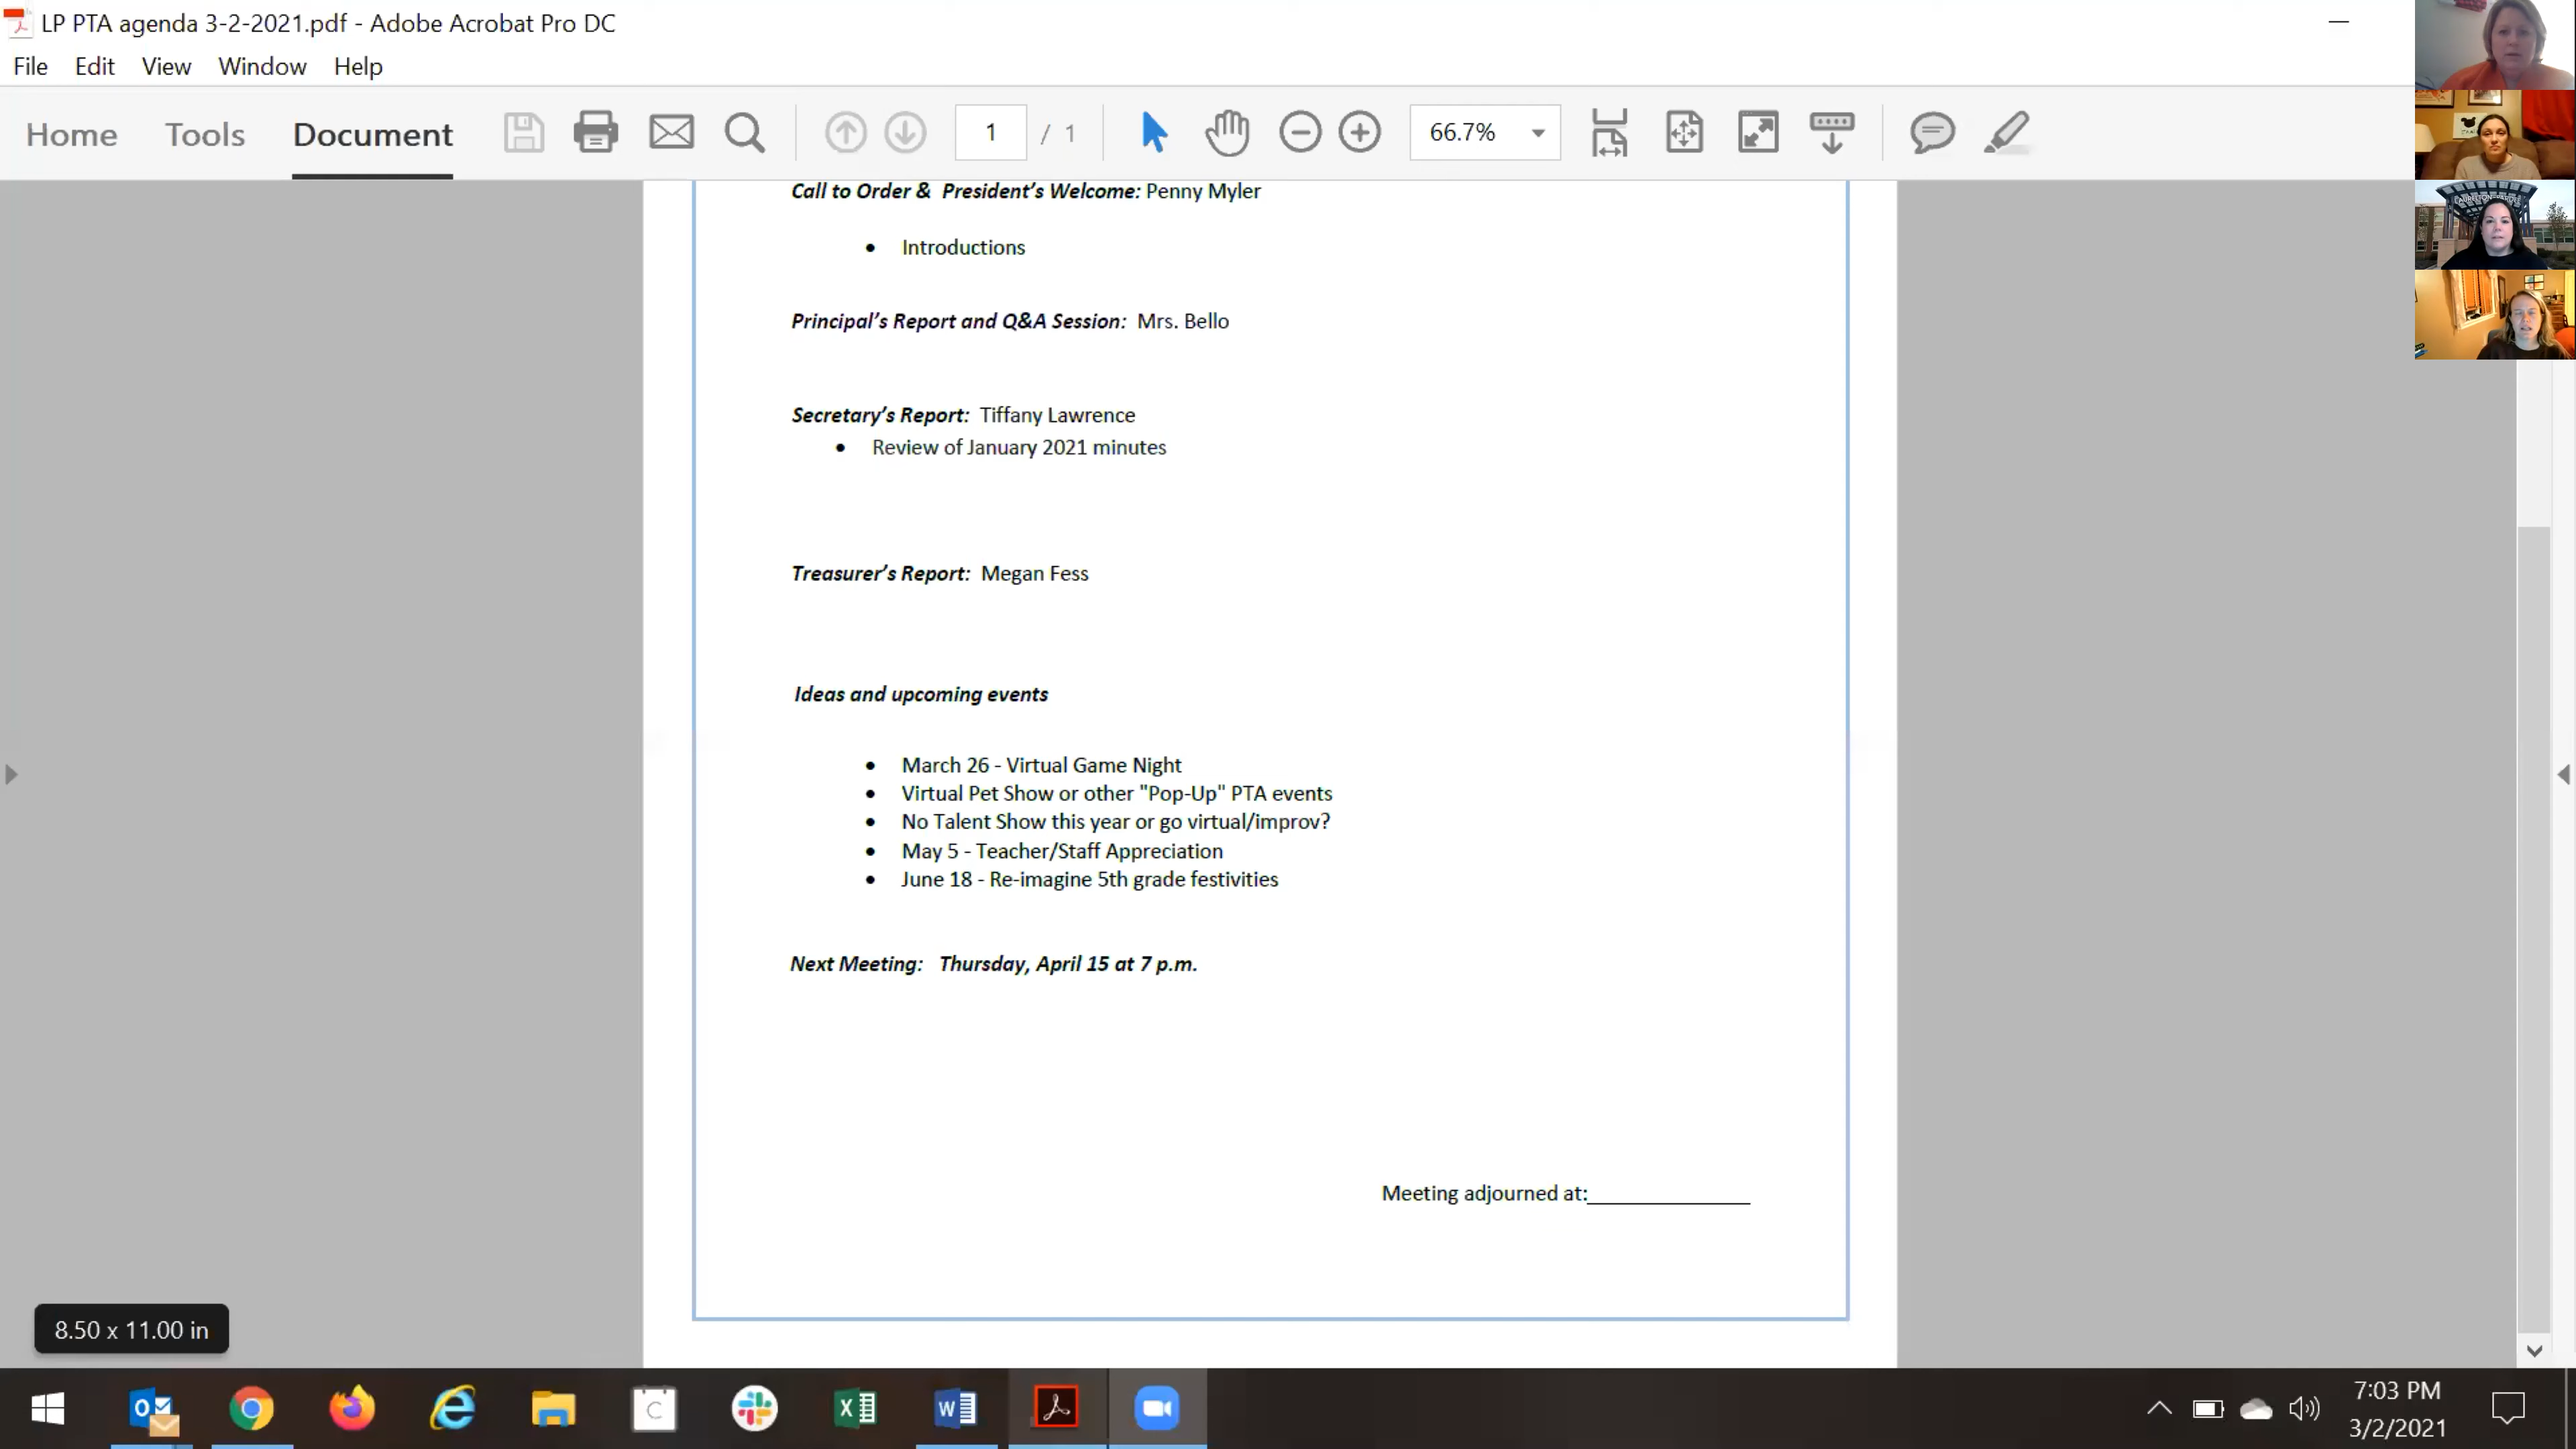 LP PTA agenda 3-2-2021.pdf - Adobe Acrobat Pro DC
File Edit View Window Help
Home Tools Document 1 / 1 66.7%
Call to Order & President's Welcome: Penny Myler
• Introductions
Principal's Report and Q&A Session: Mrs. Bello
Secretary's Report: Tiffany Lawrence
• Review of January 2021 minutes
Treasurer's Report: Megan Fess
Ideas and upcoming events
• March 26 - Virtual Game Night
• Virtual Pet Show or other "Pop-Up" PTA events
• No Talent Show this year or go virtual/improv?
• May 5 - Teacher/Staff Appreciation
• June 18 - Re-imagine 5th grade festivities
Next Meeting: Thursday, April 15 at 7 p.m.
Meeting adjourned at:_______________
8.50 x 11.00 in
7:03 PM
3/2/2021